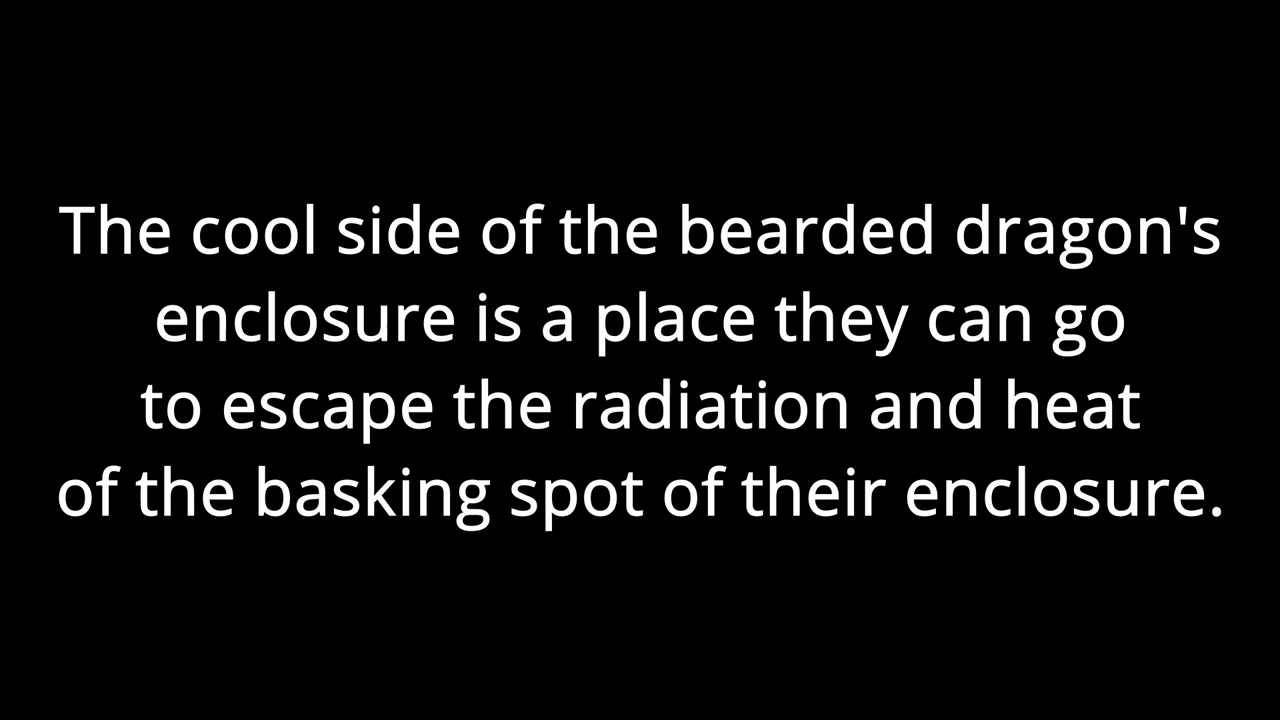 The cool side of the bearded dragon's
enclosure is a place they can go
to escape the radiation and heat
of the basking spot of their enclosure.